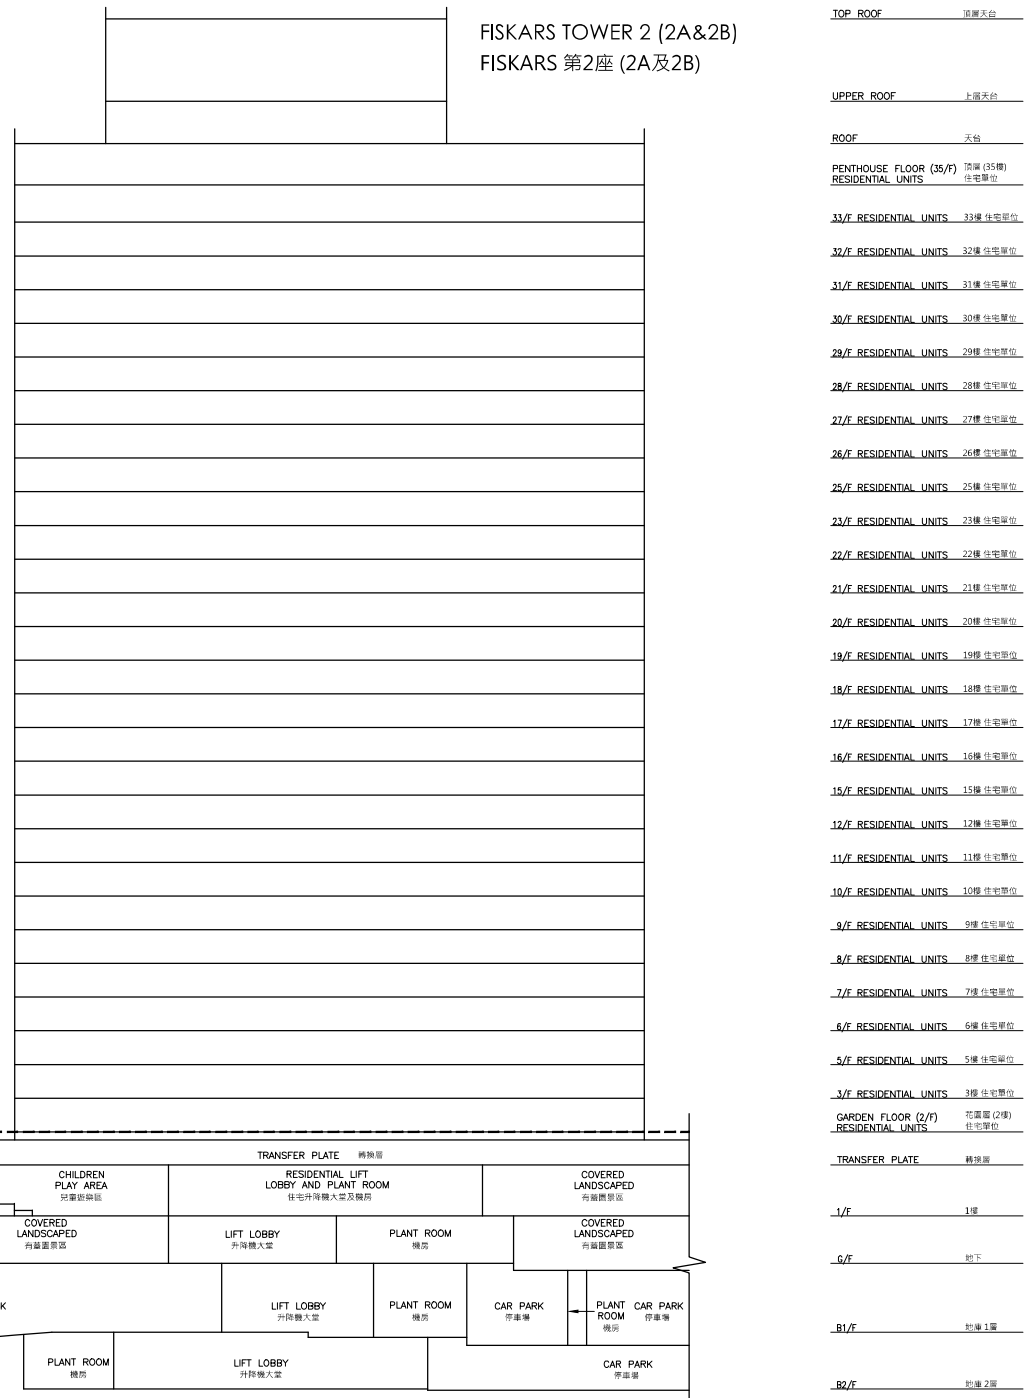 FISKARS TOWER 2 (2A&2B)
FISKARS 第2座 (2A及2B)
TOP ROOF 頂層天台
UPPER ROOF 上層天台
ROOF 天台
PENTHOUSE FLOOR (35/F) 頂層 (35樓)
RESIDENTIAL UNITS 住宅單位
33/F RESIDENTIAL UNITS 33樓 住宅單位
32/F RESIDENTIAL UNITS 32樓 住宅單位
31/F RESIDENTIAL UNITS 31樓 住宅單位
30/F RESIDENTIAL UNITS 30樓 住宅單位
29/F RESIDENTIAL UNITS 29樓 住宅單位
28/F RESIDENTIAL UNITS 28樓 住宅單位
27/F RESIDENTIAL UNITS 27樓 住宅單位
26/F RESIDENTIAL UNITS 26樓 住宅單位
25/F RESIDENTIAL UNITS 25樓 住宅單位
23/F RESIDENTIAL UNITS 23樓 住宅單位
22/F RESIDENTIAL UNITS 22樓 住宅單位
21/F RESIDENTIAL UNITS 21樓 住宅單位
20/F RESIDENTIAL UNITS 20樓 住宅單位
19/F RESIDENTIAL UNITS 19樓 住宅單位
18/F RESIDENTIAL UNITS 18樓 住宅單位
17/F RESIDENTIAL UNITS 17樓 住宅單位
16/F RESIDENTIAL UNITS 16樓 住宅單位
15/F RESIDENTIAL UNITS 15樓 住宅單位
12/F RESIDENTIAL UNITS 12樓 住宅單位
11/F RESIDENTIAL UNITS 11樓 住宅單位
10/F RESIDENTIAL UNITS 10樓 住宅單位
9/F RESIDENTIAL UNITS 9樓 住宅單位
8/F RESIDENTIAL UNITS 8樓 住宅單位
7/F RESIDENTIAL UNITS 7樓 住宅單位
6/F RESIDENTIAL UNITS 6樓 住宅單位
5/F RESIDENTIAL UNITS 5樓 住宅單位
3/F RESIDENTIAL UNITS 3樓 住宅單位
GARDEN FLOOR (2/F) 花園層 (2樓)
RESIDENTIAL UNITS 住宅單位
TRANSFER PLATE 轉換層
1/F 1樓
G/F 地下
B1/F 地庫 1層
B2/F 地庫 2層
TRANSFER PLATE 轉換層
CHILDREN
PLAY AREA
兒童遊樂區
RESIDENTIAL LIFT
LOBBY AND PLANT ROOM
住宅升降機大堂及機房
COVERED
LANDSCAPED
有蓋園景區
COVERED
LANDSCAPED
有蓋園景區
LIFT LOBBY
升降機大堂
PLANT ROOM
機房
COVERED
LANDSCAPED
有蓋園景區
K
LIFT LOBBY
升降機大堂
PLANT ROOM
機房
CAR PARK
停車場
PLANT
ROOM
機房
CAR PARK
停車場
PLANT ROOM
機房
LIFT LOBBY
升降機大堂
CAR PARK
停車場